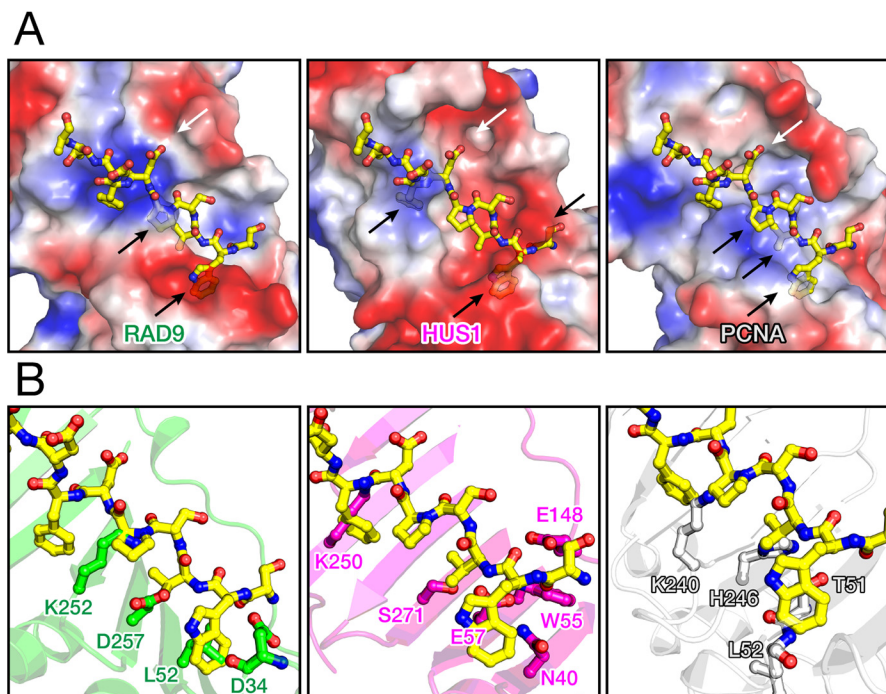 A
RAD9
HUS1
PCNA
B
K252
D257
L52
D34
K250
E148
S271
E57
W55
N40
K240
H246
T51
L52